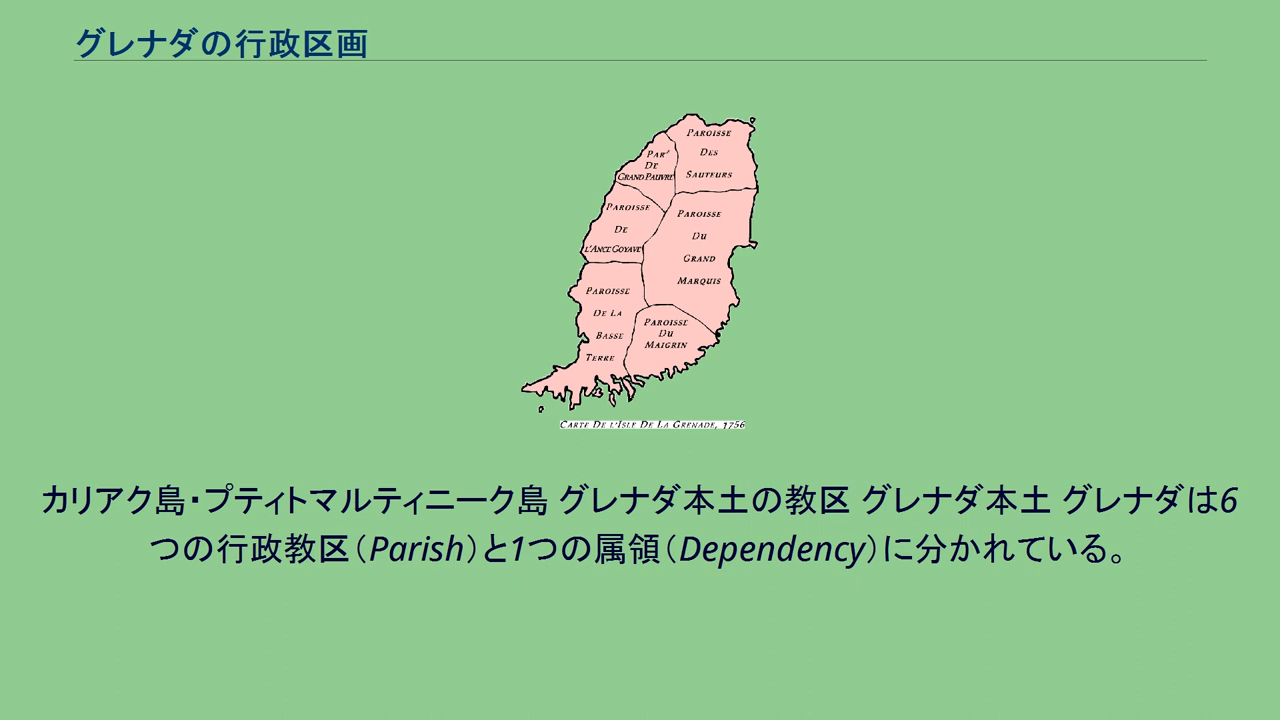 グレナダの行政区画
PAROISSE
DES
SAUTEURS
PAR'
DE
GRAND PAUVRE
PAROISSE
DE
L'ANCE GOYAVE
PAROISSE
DU
GRAND
MARQUIS
PAROISSE
DE LA
BASSE
TERRE
PAROISSE
DU
MAIGRIN
CARTE DE L'ISLE DE LA GRENADE, 1756
カリアク島・プティトマルティニーク島 グレナダ本土の教区 グレナダ本土 グレナダは6
つの行政教区（Parish）と1つの属領（Dependency）に分かれている。